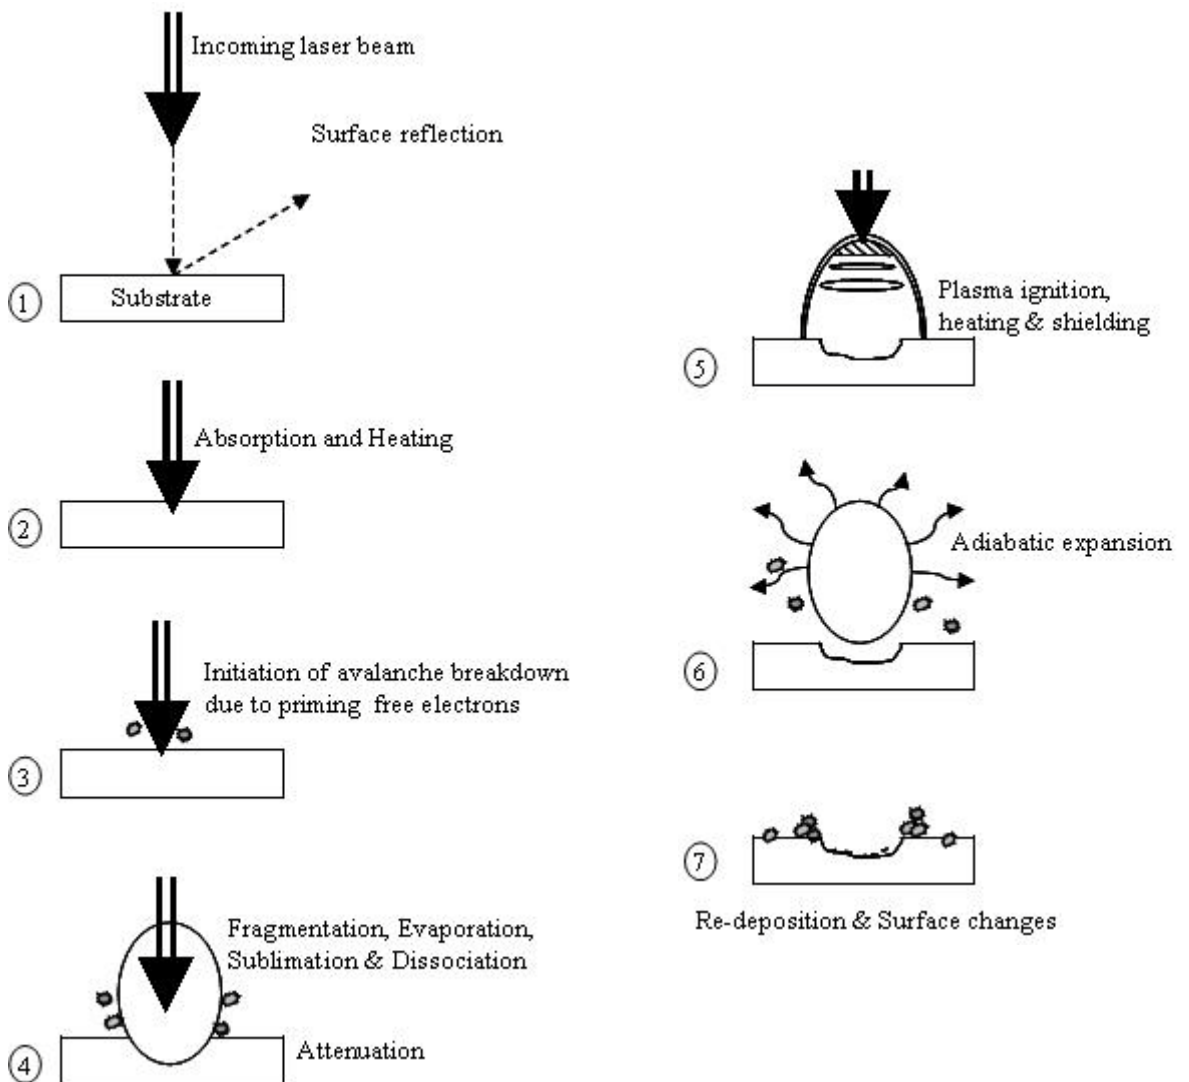 Incoming laser beam
Surface reflection
Substrate
1
Absorption and Heating
2
Initiation of avalanche breakdown
due to priming free electrons
3
Fragmentation, Evaporation,
Sublimation & Dissociation
Attenuation
4
Plasma ignition,
heating & shielding
5
Adiabatic expansion
6
7
Re-deposition & Surface changes